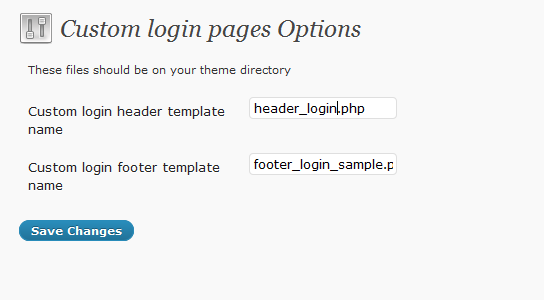 Custom login pages Options
These files should be on your theme directory
Custom login header template name
header_login.php
Custom login footer template name
footer_login_sample.p
Save Changes